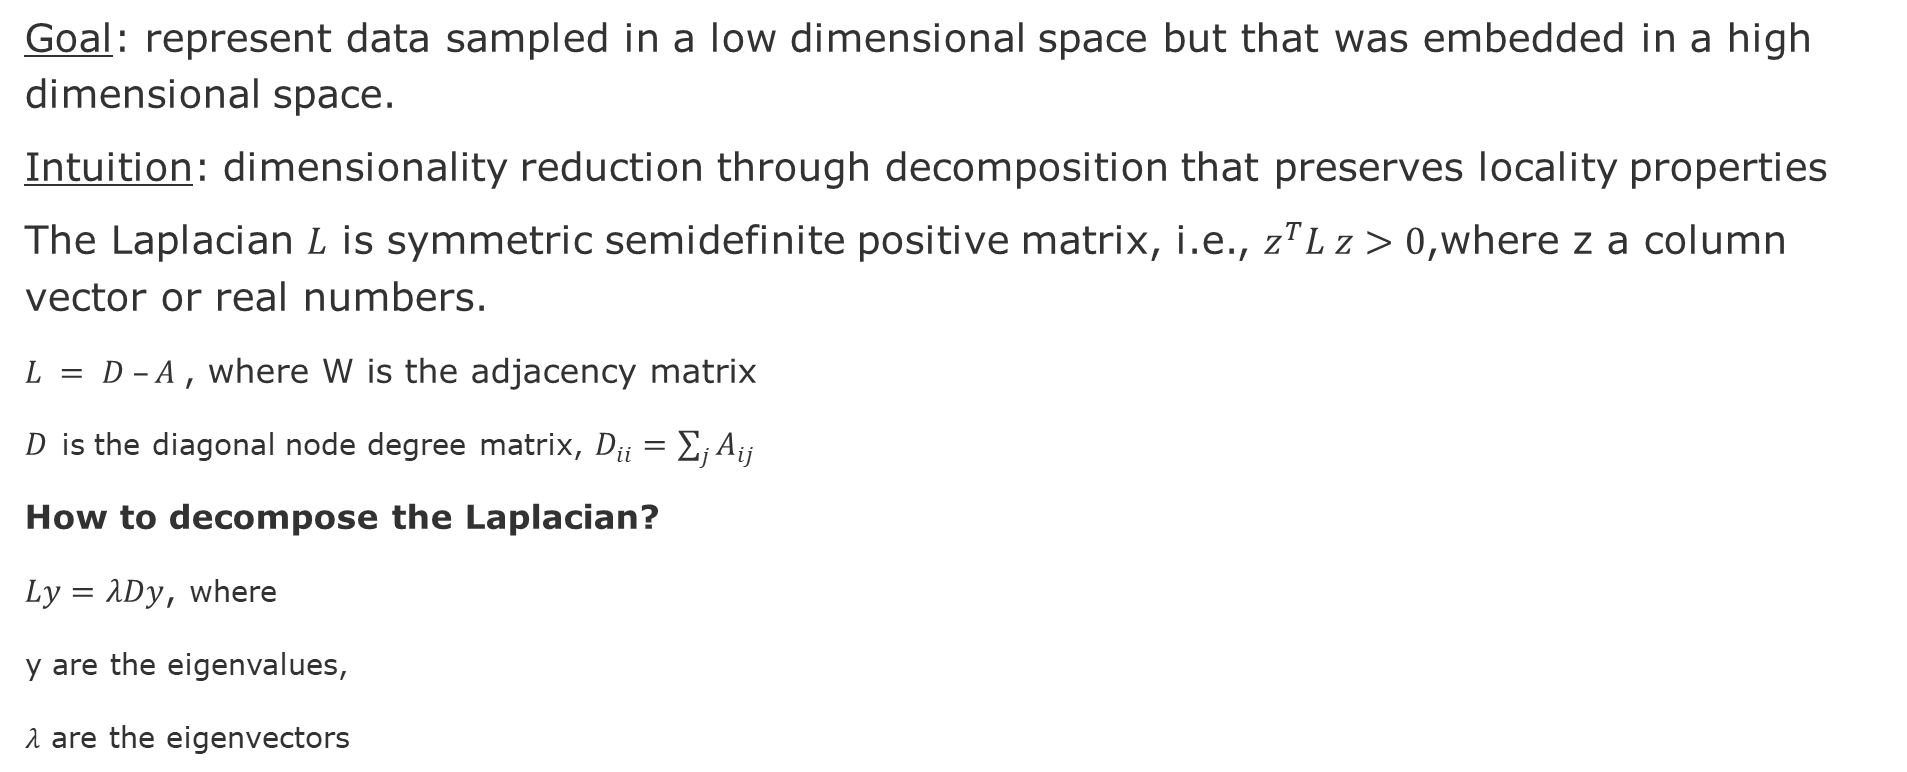 Goal: represent data sampled in a low dimensional space but that was embedded in a high
dimensional space.
Intuition: dimensionality reduction through decomposition that preserves locality properties
The Laplacian L is symmetric semidefinite positive matrix, i.e., zᵀL z > 0,where z a column
vector or real numbers.
L = D – A , where W is the adjacency matrix
D is the diagonal node degree matrix, Dᵢᵢ = ∑ⱼ Aᵢⱼ
How to decompose the Laplacian?
Ly = λDy, where
y are the eigenvalues,
λ are the eigenvectors